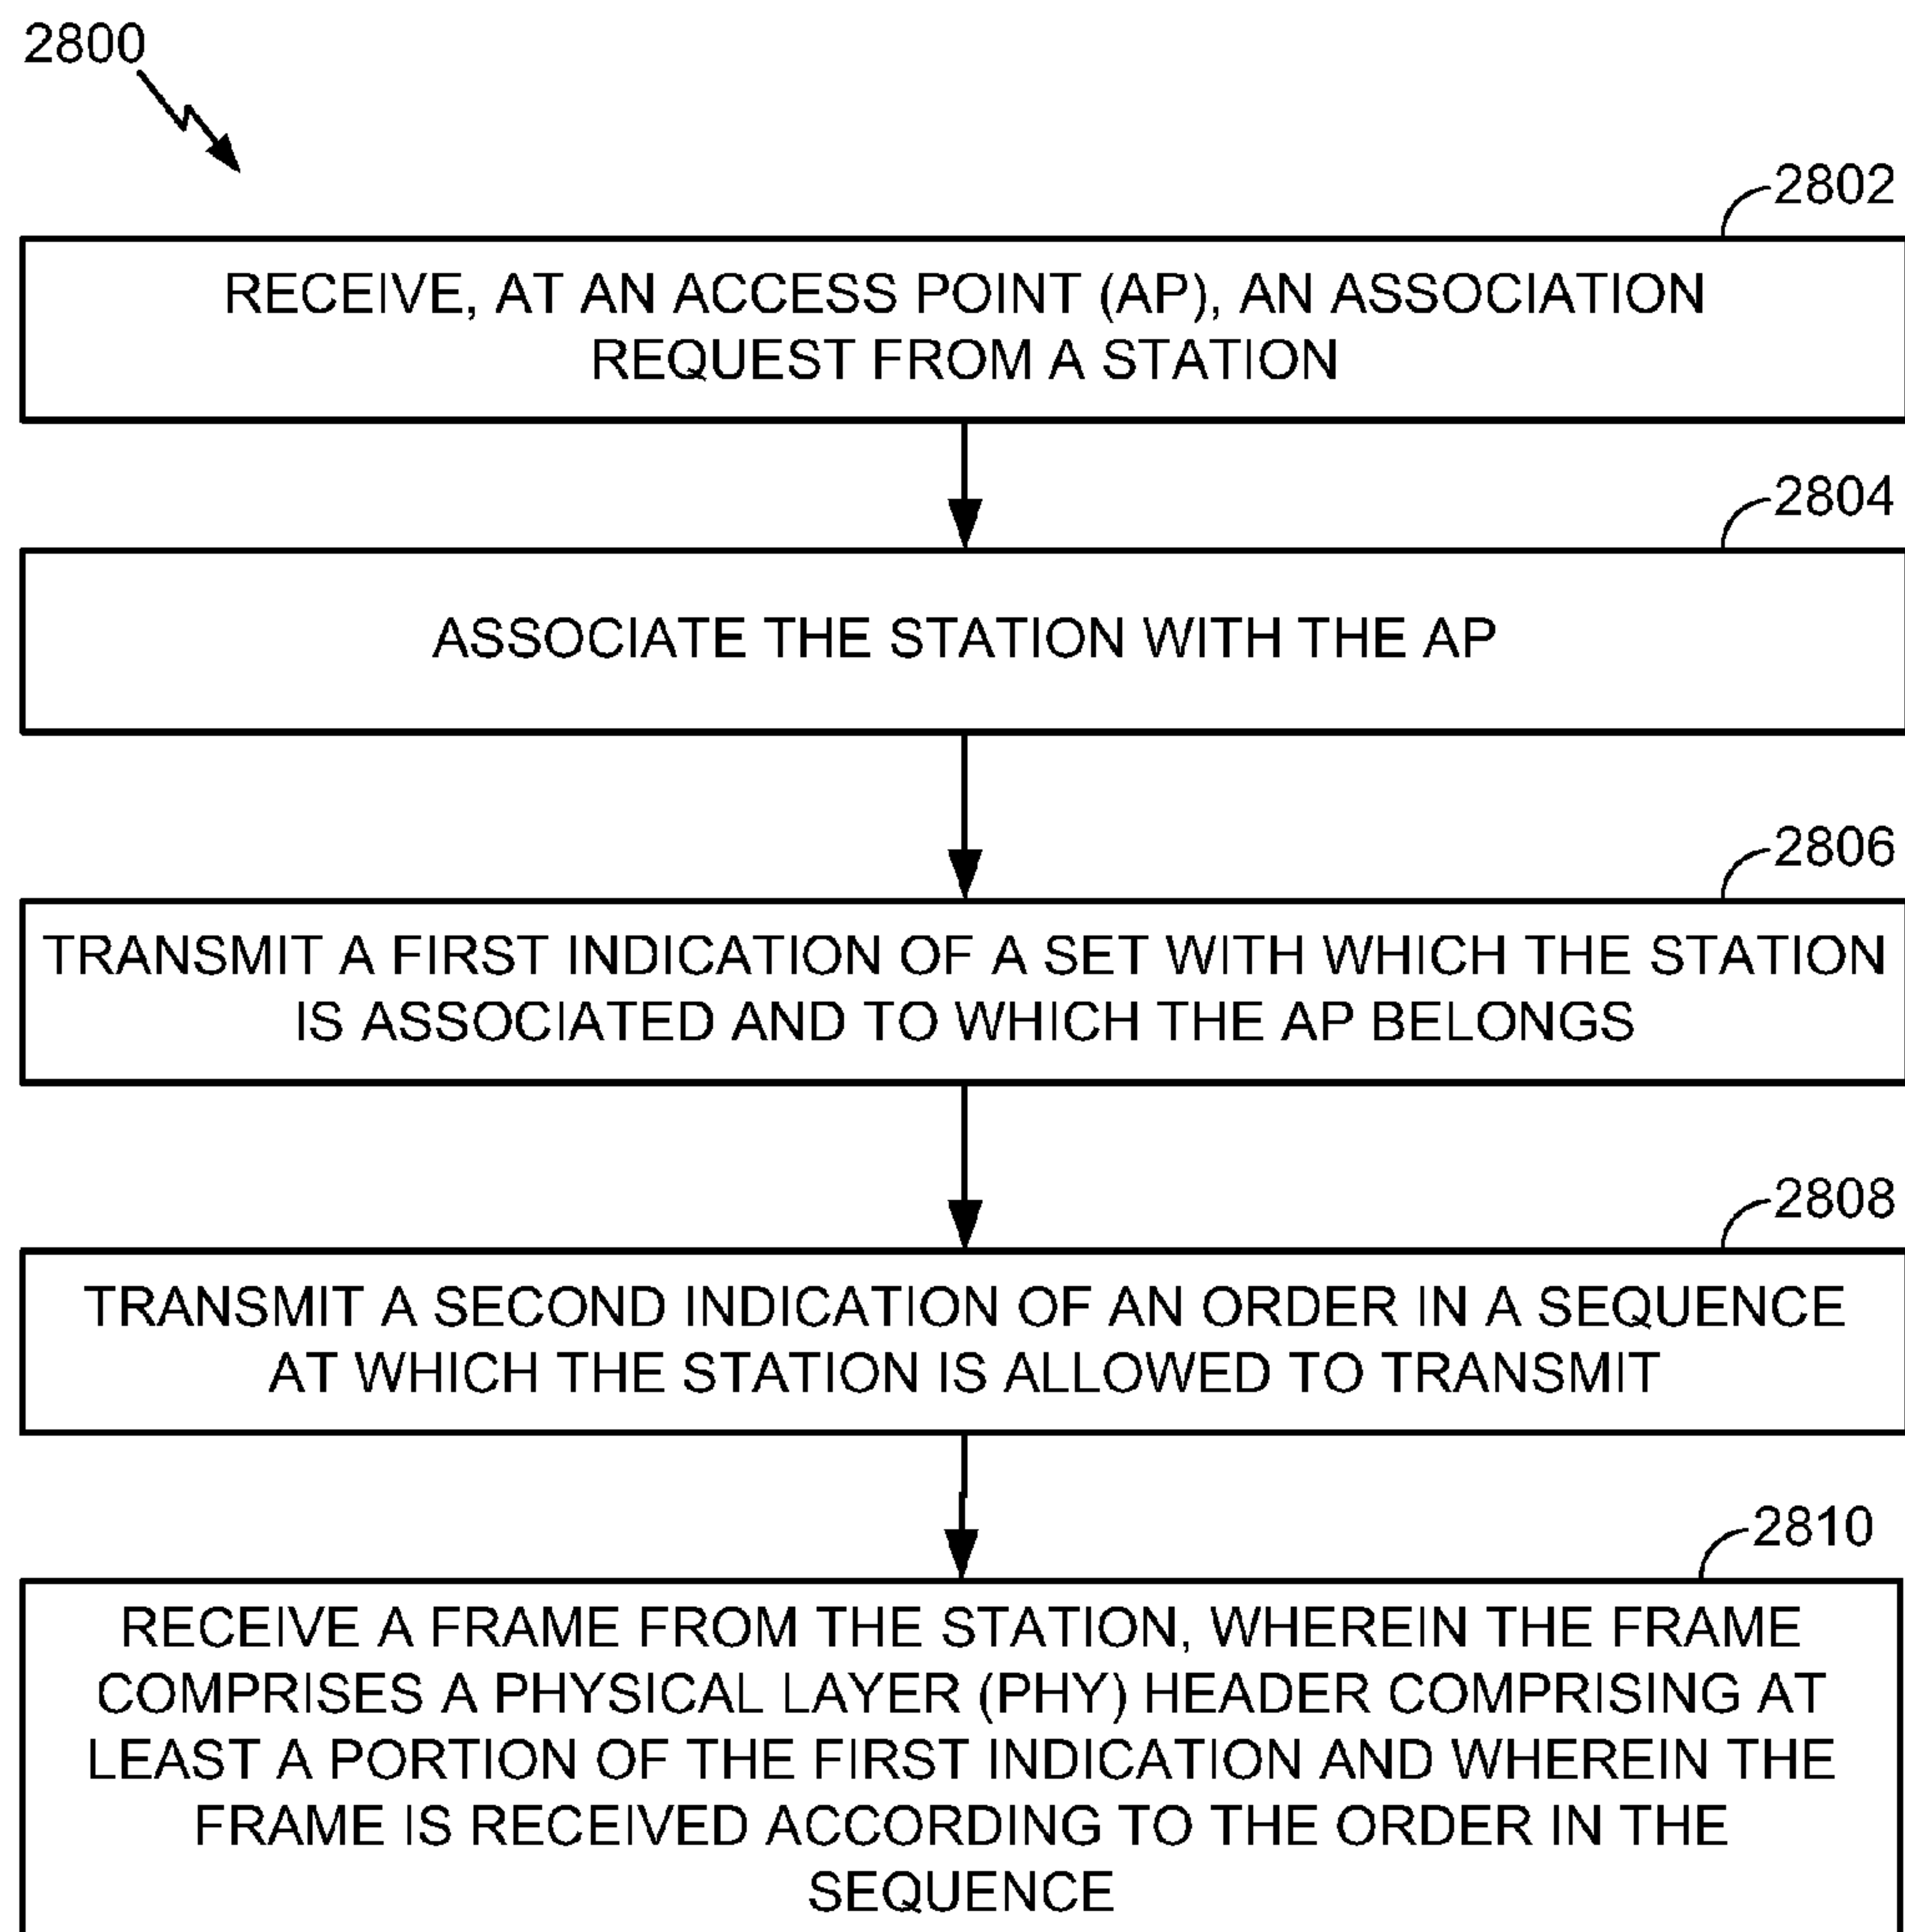 2800
2802
RECEIVE, AT AN ACCESS POINT (AP), AN ASSOCIATION
REQUEST FROM A STATION
2804
ASSOCIATE THE STATION WITH THE AP
2806
TRANSMIT A FIRST INDICATION OF A SET WITH WHICH THE STATION
IS ASSOCIATED AND TO WHICH THE AP BELONGS
2808
TRANSMIT A SECOND INDICATION OF AN ORDER IN A SEQUENCE
AT WHICH THE STATION IS ALLOWED TO TRANSMIT
2810
RECEIVE A FRAME FROM THE STATION, WHEREIN THE FRAME
COMPRISES A PHYSICAL LAYER (PHY) HEADER COMPRISING AT
LEAST A PORTION OF THE FIRST INDICATION AND WHEREIN THE
FRAME IS RECEIVED ACCORDING TO THE ORDER IN THE
SEQUENCE